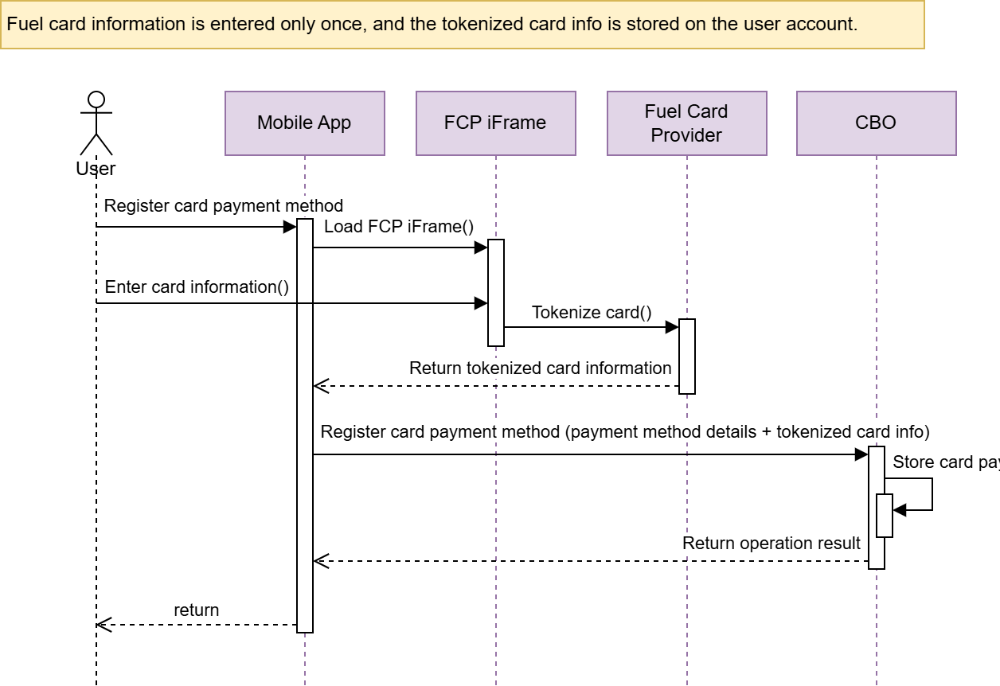 Fuel card information is entered only once, and the tokenized card info is stored on the user account.
Mobile App
FCP iFrame
Fuel Card
Provider
CBO
User
Register card payment method
Load FCP iFrame()
Enter card information()
Tokenize card()
Return tokenized card information
Register card payment method (payment method details + tokenized card info)
Store card
Return operation result
return